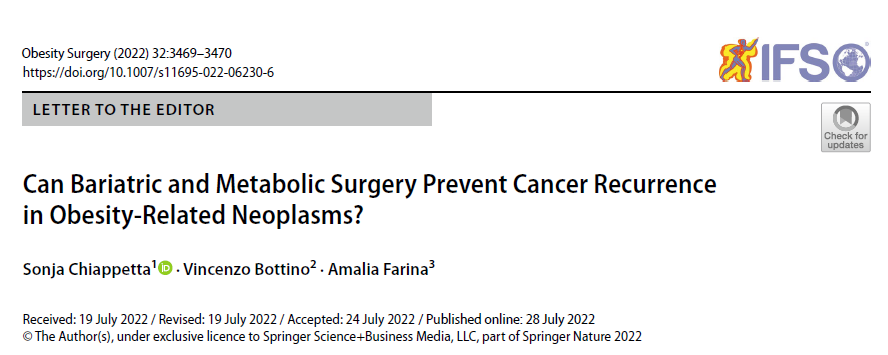 Obesity Surgery (2022) 32:3469–3470
https://doi.org/10.1007/s11695-022-06230-6
IFSO
LETTER TO THE EDITOR
Check for
updates
Can Bariatric and Metabolic Surgery Prevent Cancer Recurrence
in Obesity-Related Neoplasms?
Sonja Chiappetta¹ iD · Vincenzo Bottino² · Amalia Farina³
Received: 19 July 2022 / Revised: 19 July 2022 / Accepted: 24 July 2022 / Published online: 28 July 2022
© The Author(s), under exclusive licence to Springer Science+Business Media, LLC, part of Springer Nature 2022